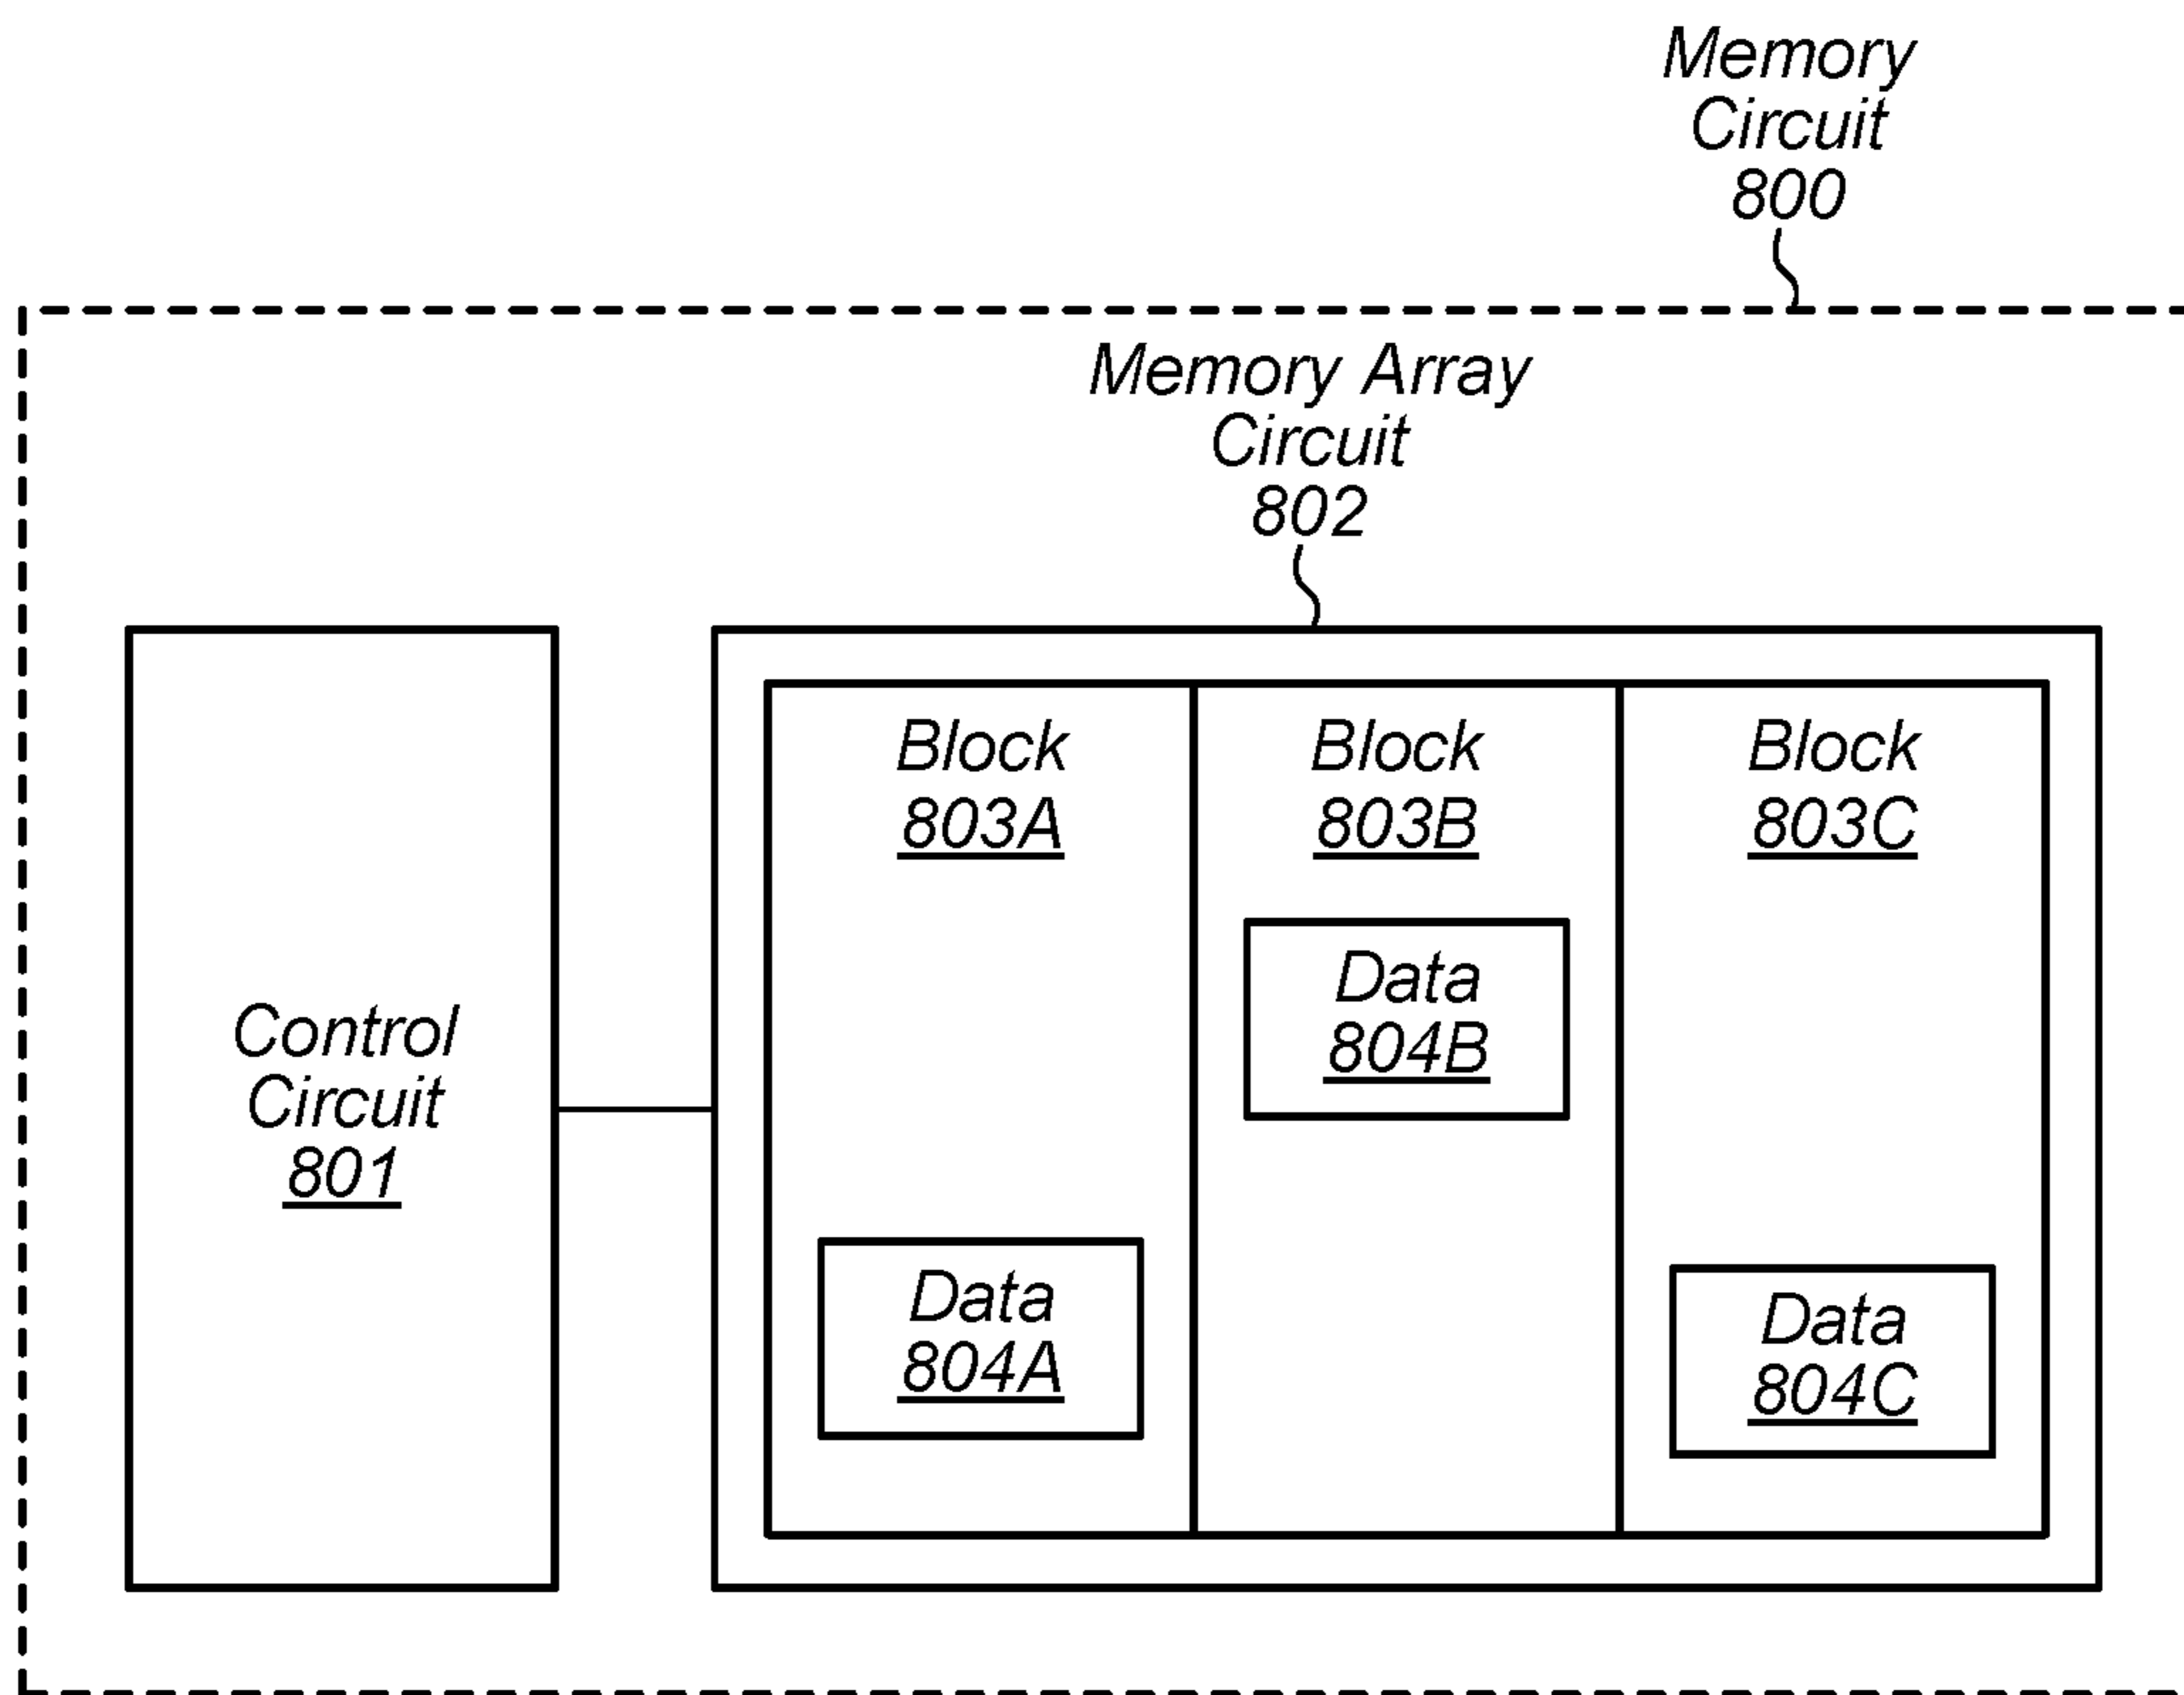 Memory
Circuit
800
Memory Array
Circuit
802
Block
803A
Block
803B
Block
803C
Data
804B
Control
Circuit
801
Data
804A
Data
804C